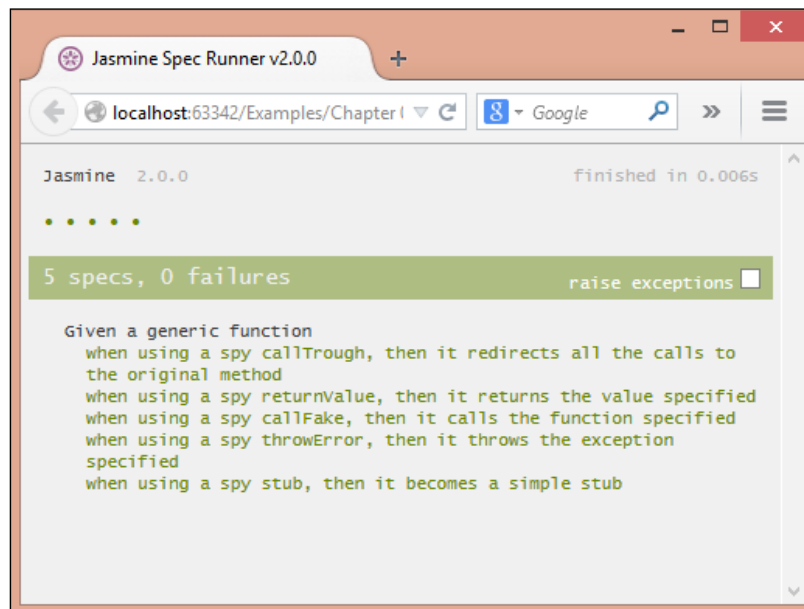 Jasmine Spec Runner v2.0.0
localhost:63342/Examples/Chapter
Google
Jasmine 2.0.0
finished in 0.006s
5 specs, 0 failures
raise exceptions
Given a generic function
when using a spy callTrough, then it redirects all the calls to
the original method
when using a spy returnValue, then it returns the value specified
when using a spy callFake, then it calls the function specified
when using a spy throwError, then it throws the exception
specified
when using a spy stub, then it becomes a simple stub